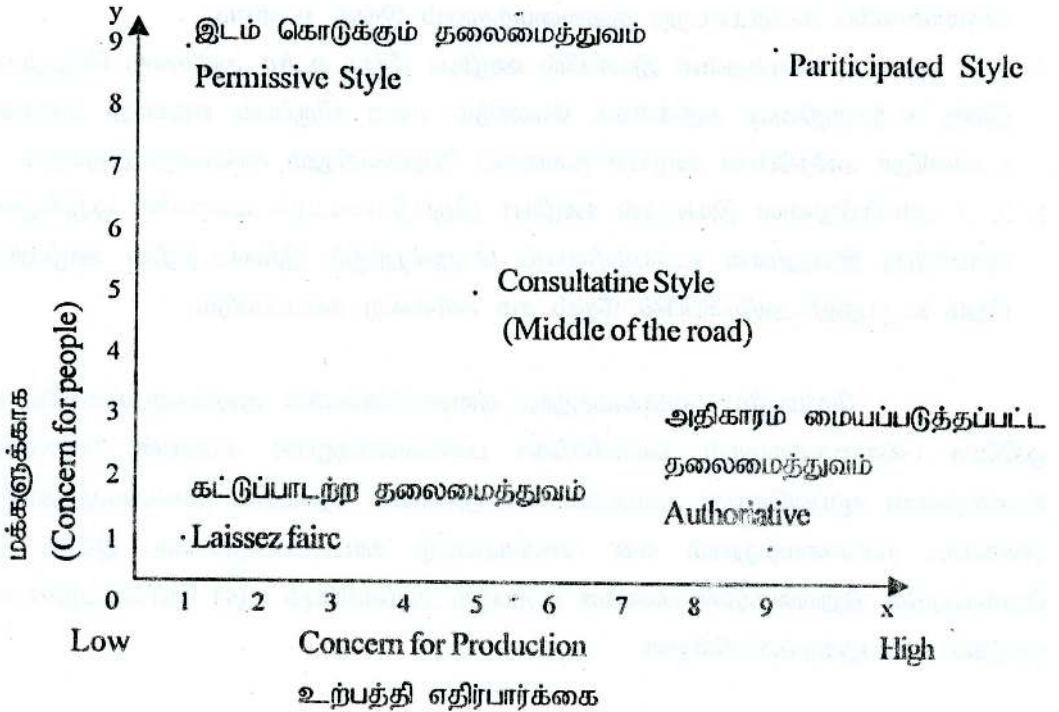 y
9
இடம் கொடுக்கும் தலைமைத்துவம்
Permissive Style
Pariticipated Style
8
7
6
5
Consultatine Style
(Middle of the road)
4
3
அதிகாரம் மையப்படுத்தப்பட்ட
தலைமைத்துவம்
Authoriative
2
கட்டுப்பாடற்ற தலைமைத்துவம்
Laissez faire
1
மக்களுக்காக
((Concern for people)
0 1 2 3 4 5 6 7 8 9 x
Low Concern for Production High
உற்பத்தி எதிர்பார்க்கை